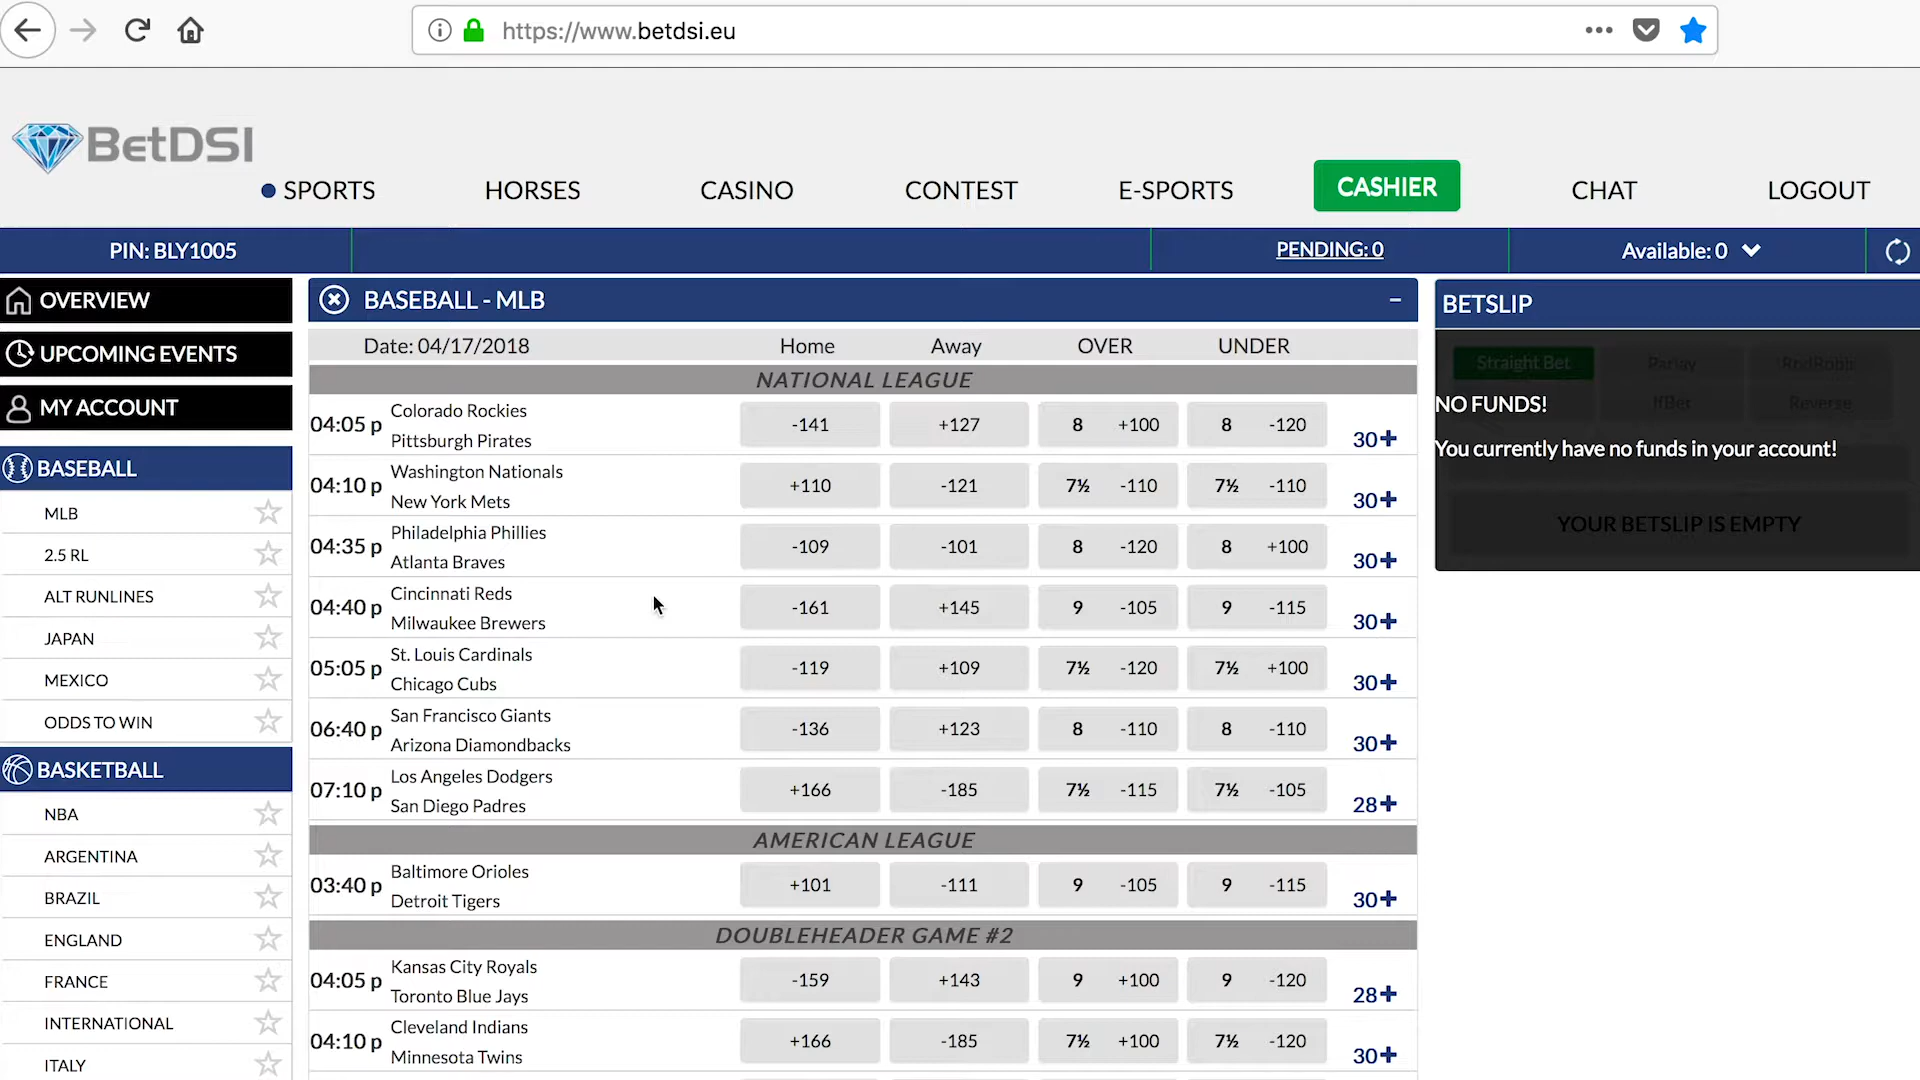 https://www.betdsi.eu
BetDSI
SPORTS HORSES CASINO CONTEST E-SPORTS CASHIER CHAT LOGOUT
PIN: BLY1005 PENDING: 0 Available: 0
OVERVIEW
UPCOMING EVENTS
MY ACCOUNT
BASEBALL
MLB
2.5 RL
ALT RUNLINES
JAPAN
MEXICO
ODDS TO WIN
BASKETBALL
NBA
ARGENTINA
BRAZIL
ENGLAND
FRANCE
INTERNATIONAL
ITALY
BASEBALL - MLB
Date: 04/17/2018 Home Away OVER UNDER
NATIONAL LEAGUE
04:05 p Colorado Rockies -141 +127 8 +100 8 -120 30+
Pittsburgh Pirates
04:10 p Washington Nationals +110 -121 7½ -110 7½ -110 30+
New York Mets
04:35 p Philadelphia Phillies -109 -101 8 -120 8 +100 30+
Atlanta Braves
04:40 p Cincinnati Reds -161 +145 9 -105 9 -115 30+
Milwaukee Brewers
05:05 p St. Louis Cardinals -119 +109 7½ -120 7½ +100 30+
Chicago Cubs
06:40 p San Francisco Giants -136 +123 8 -110 8 -110 30+
Arizona Diamondbacks
07:10 p Los Angeles Dodgers +166 -185 7½ -115 7½ -105 28+
San Diego Padres
AMERICAN LEAGUE
03:40 p Baltimore Orioles +101 -111 9 -105 9 -115 30+
Detroit Tigers
DOUBLEHEADER GAME #2
04:05 p Kansas City Royals -159 +143 9 +100 9 -120 28+
Toronto Blue Jays
04:10 p Cleveland Indians +166 -185 7½ +100 7½ -120 30+
Minnesota Twins
BETSLIP
Straight Bet Parlay RndRobin
IfBet Reverse
NO FUNDS!
You currently have no funds in your account!
YOUR BETSLIP IS EMPTY